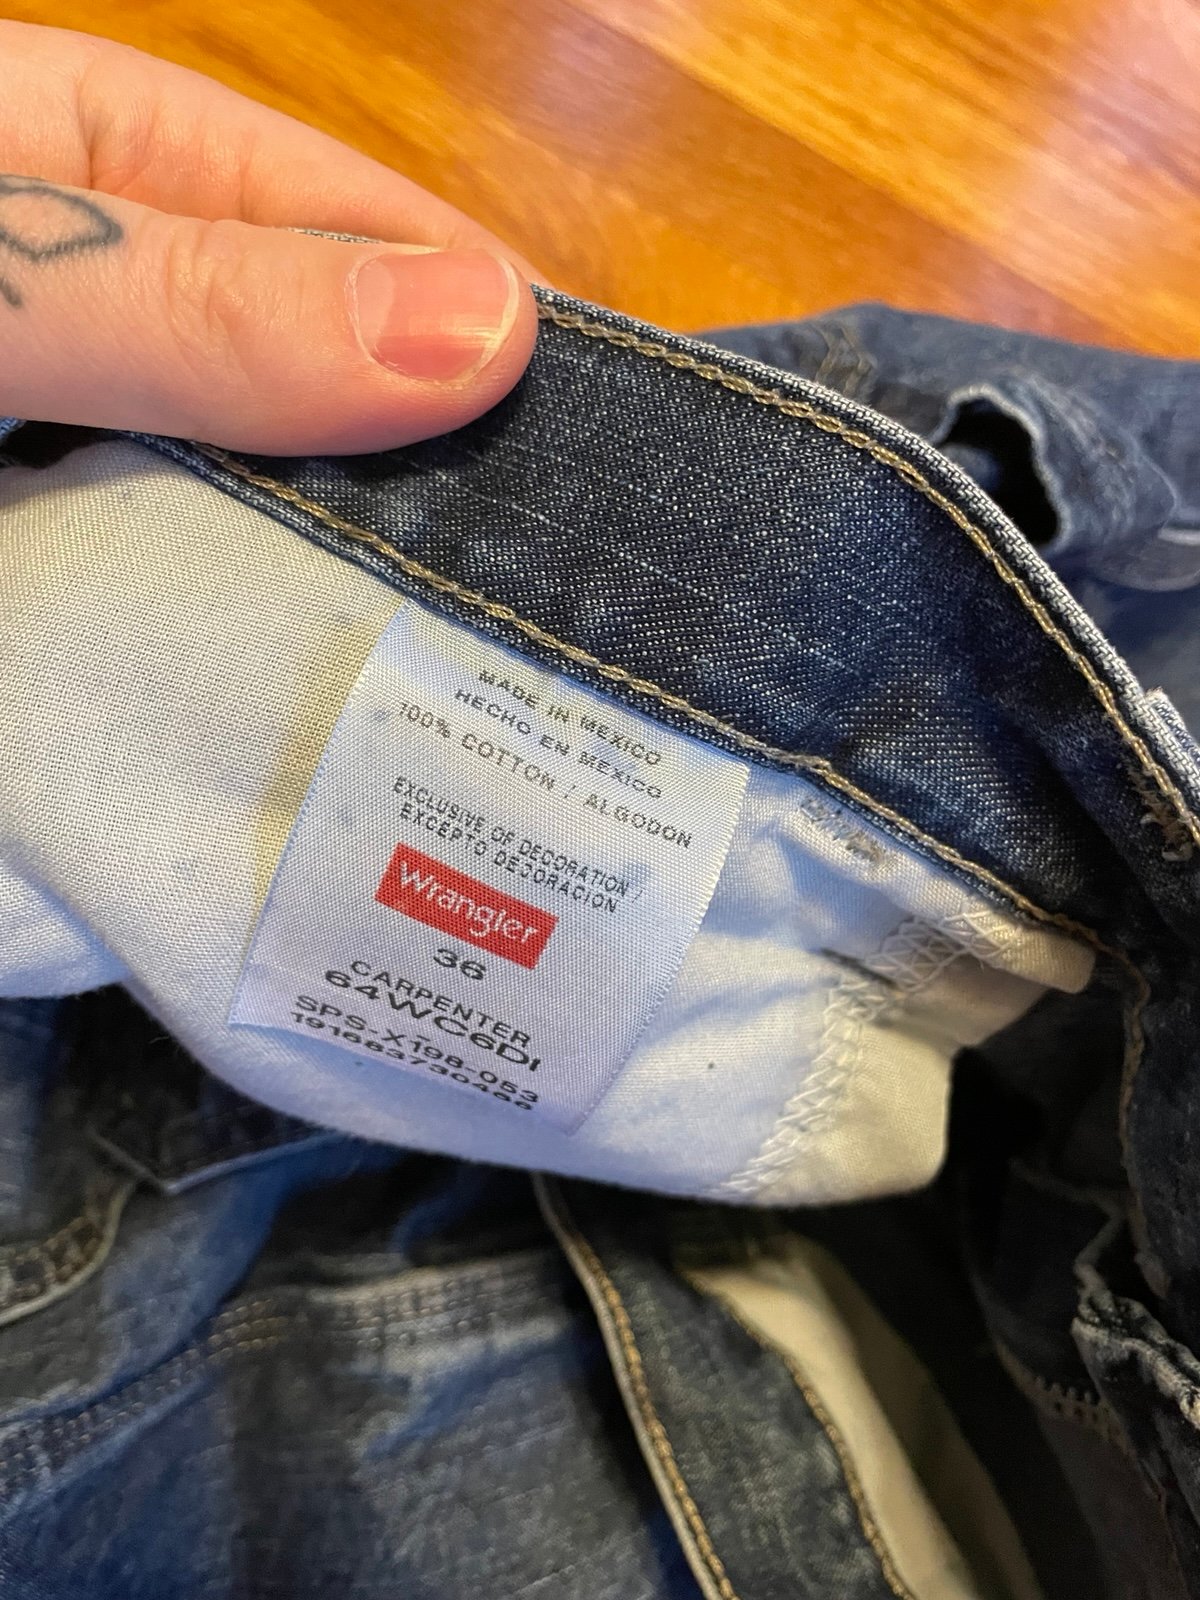 MADE IN MEXICO
HECHO EN MEXICO
100% COTTON / ALGODON
EXCLUSIVE OF DECORATION /
EXCEPTO DECORACION
Wrangler
36
CARPENTER
64WC6DI
SPS-X198-053
1916837730466